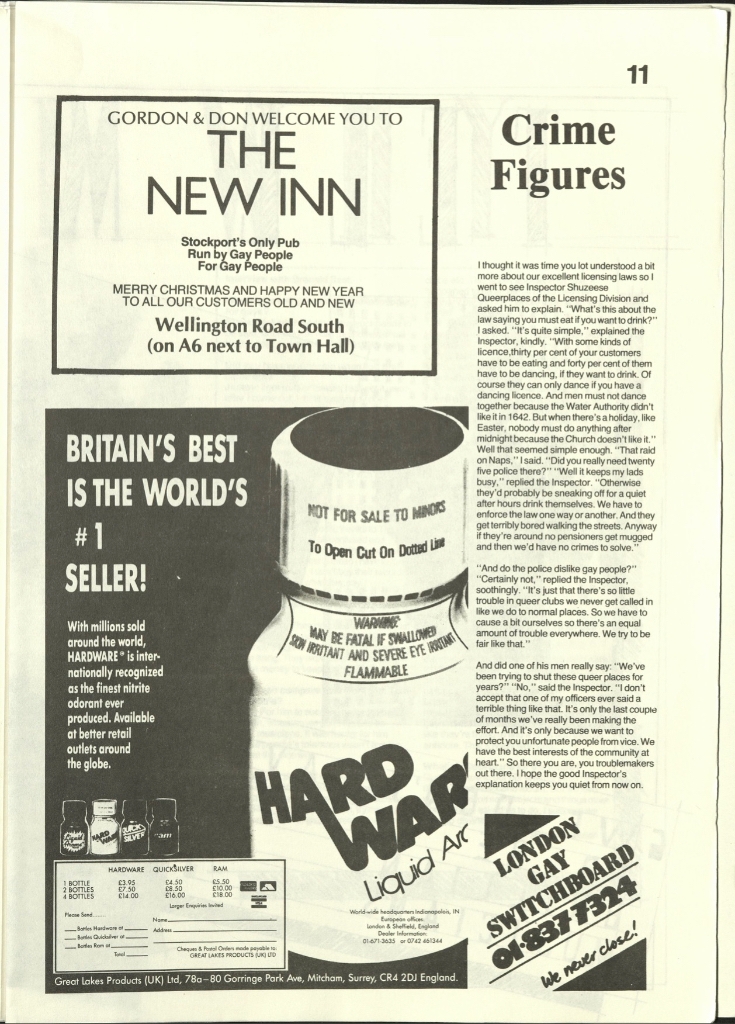 11
GORDON & DON WELCOME YOU TO
THE
NEW INN
Stockport's Only Pub
Run by Gay People
For Gay People
MERRY CHRISTMAS AND HAPPY NEW YEAR
TO ALL OUR CUSTOMERS OLD AND NEW
Wellington Road South
(on A6 next to Town Hall)
BRITAIN'S BEST
IS THE WORLD'S
#1
SELLER!
With millions sold
around the world,
HARDWARE® is inter-
nationally recognized
as the finest nitrite
odorant ever
produced. Available
at better retail
outlets around
the globe.
NOT FOR SALE TO MINORS
To Open Cut On Dotted Line
WARNING:
MAY BE FATAL IF SWALLOWED
SKIN IRRITANT AND SEVERE EYE IRRITANT
FLAMMABLE
HARD
WAR
Liquid Aro
HARD WARE
QUICK SILVER
ram
HARDWARE QUICKSILVER RAM
1 BOTTLE £3.95 £4.50 £5.50
2 BOTTLES £7.50 £8.50 £10.00
4 BOTTLES £14.00 £16.00 £18.00
Larger Enquiries Invited
Please Send.....
Name
Bottles Hardware at Address
Bottles Quicksilver at
Bottles Ram at
Total
Cheques & Postal Orders made payable to:
GREAT LAKES PRODUCTS (UK) LTD
World-wide headquarters Indianapolis, IN
European offices:
London & Sheffield, England
Dealer Information:
01-671-3635 or 0742 461344
Great Lakes Products (UK) Ltd, 78a–80 Gorringe Park Ave, Mitcham, Surrey, CR4 2DJ England.
Crime
Figures
I thought it was time you lot understood a bit
more about our excellent licensing laws so I
went to see Inspector Shuzeese
Queerplaces of the Licensing Division and
asked him to explain. "What's this about the
law saying you must eat if you want to drink?"
I asked. "It's quite simple," explained the
Inspector, kindly. "With some kinds of
licence,thirty per cent of your customers
have to be eating and forty per cent of them
have to be dancing, if they want to drink. Of
course they can only dance if you have a
dancing licence. And men must not dance
together because the Water Authority didn't
like it in 1642. But when there's a holiday, like
Easter, nobody must do anything after
midnight because the Church doesn't like it."
Well that seemed simple enough. "That raid
on Naps," I said. "Did you really need twenty
five police there?" "Well it keeps my lads
busy," replied the Inspector. "Otherwise
they'd probably be sneaking off for a quiet
after hours drink themselves. We have to
enforce the law one way or another. And they
get terribly bored walking the streets. Anyway
if they're around no pensioners get mugged
and then we'd have no crimes to solve."
"And do the police dislike gay people?"
"Certainly not," replied the Inspector,
soothingly. "It's just that there's so little
trouble in queer clubs we never get called in
like we do to normal places. So we have to
cause a bit ourselves so there's an equal
amount of trouble everywhere. We try to be
fair like that."
And did one of his men really say: "We've
been trying to shut these queer places for
years?" "No," said the Inspector. "I don't
accept that one of my officers ever said a
terrible thing like that. It's only the last couple
of months we've really been making the
effort. And it's only because we want to
protect you unfortunate people from vice. We
have the best interests of the community at
heart." So there you are, you troublemakers
out there. I hope the good Inspector's
explanation keeps you quiet from now on.
LONDON
GAY
SWITCHBOARD
01·837 7324
We never close!